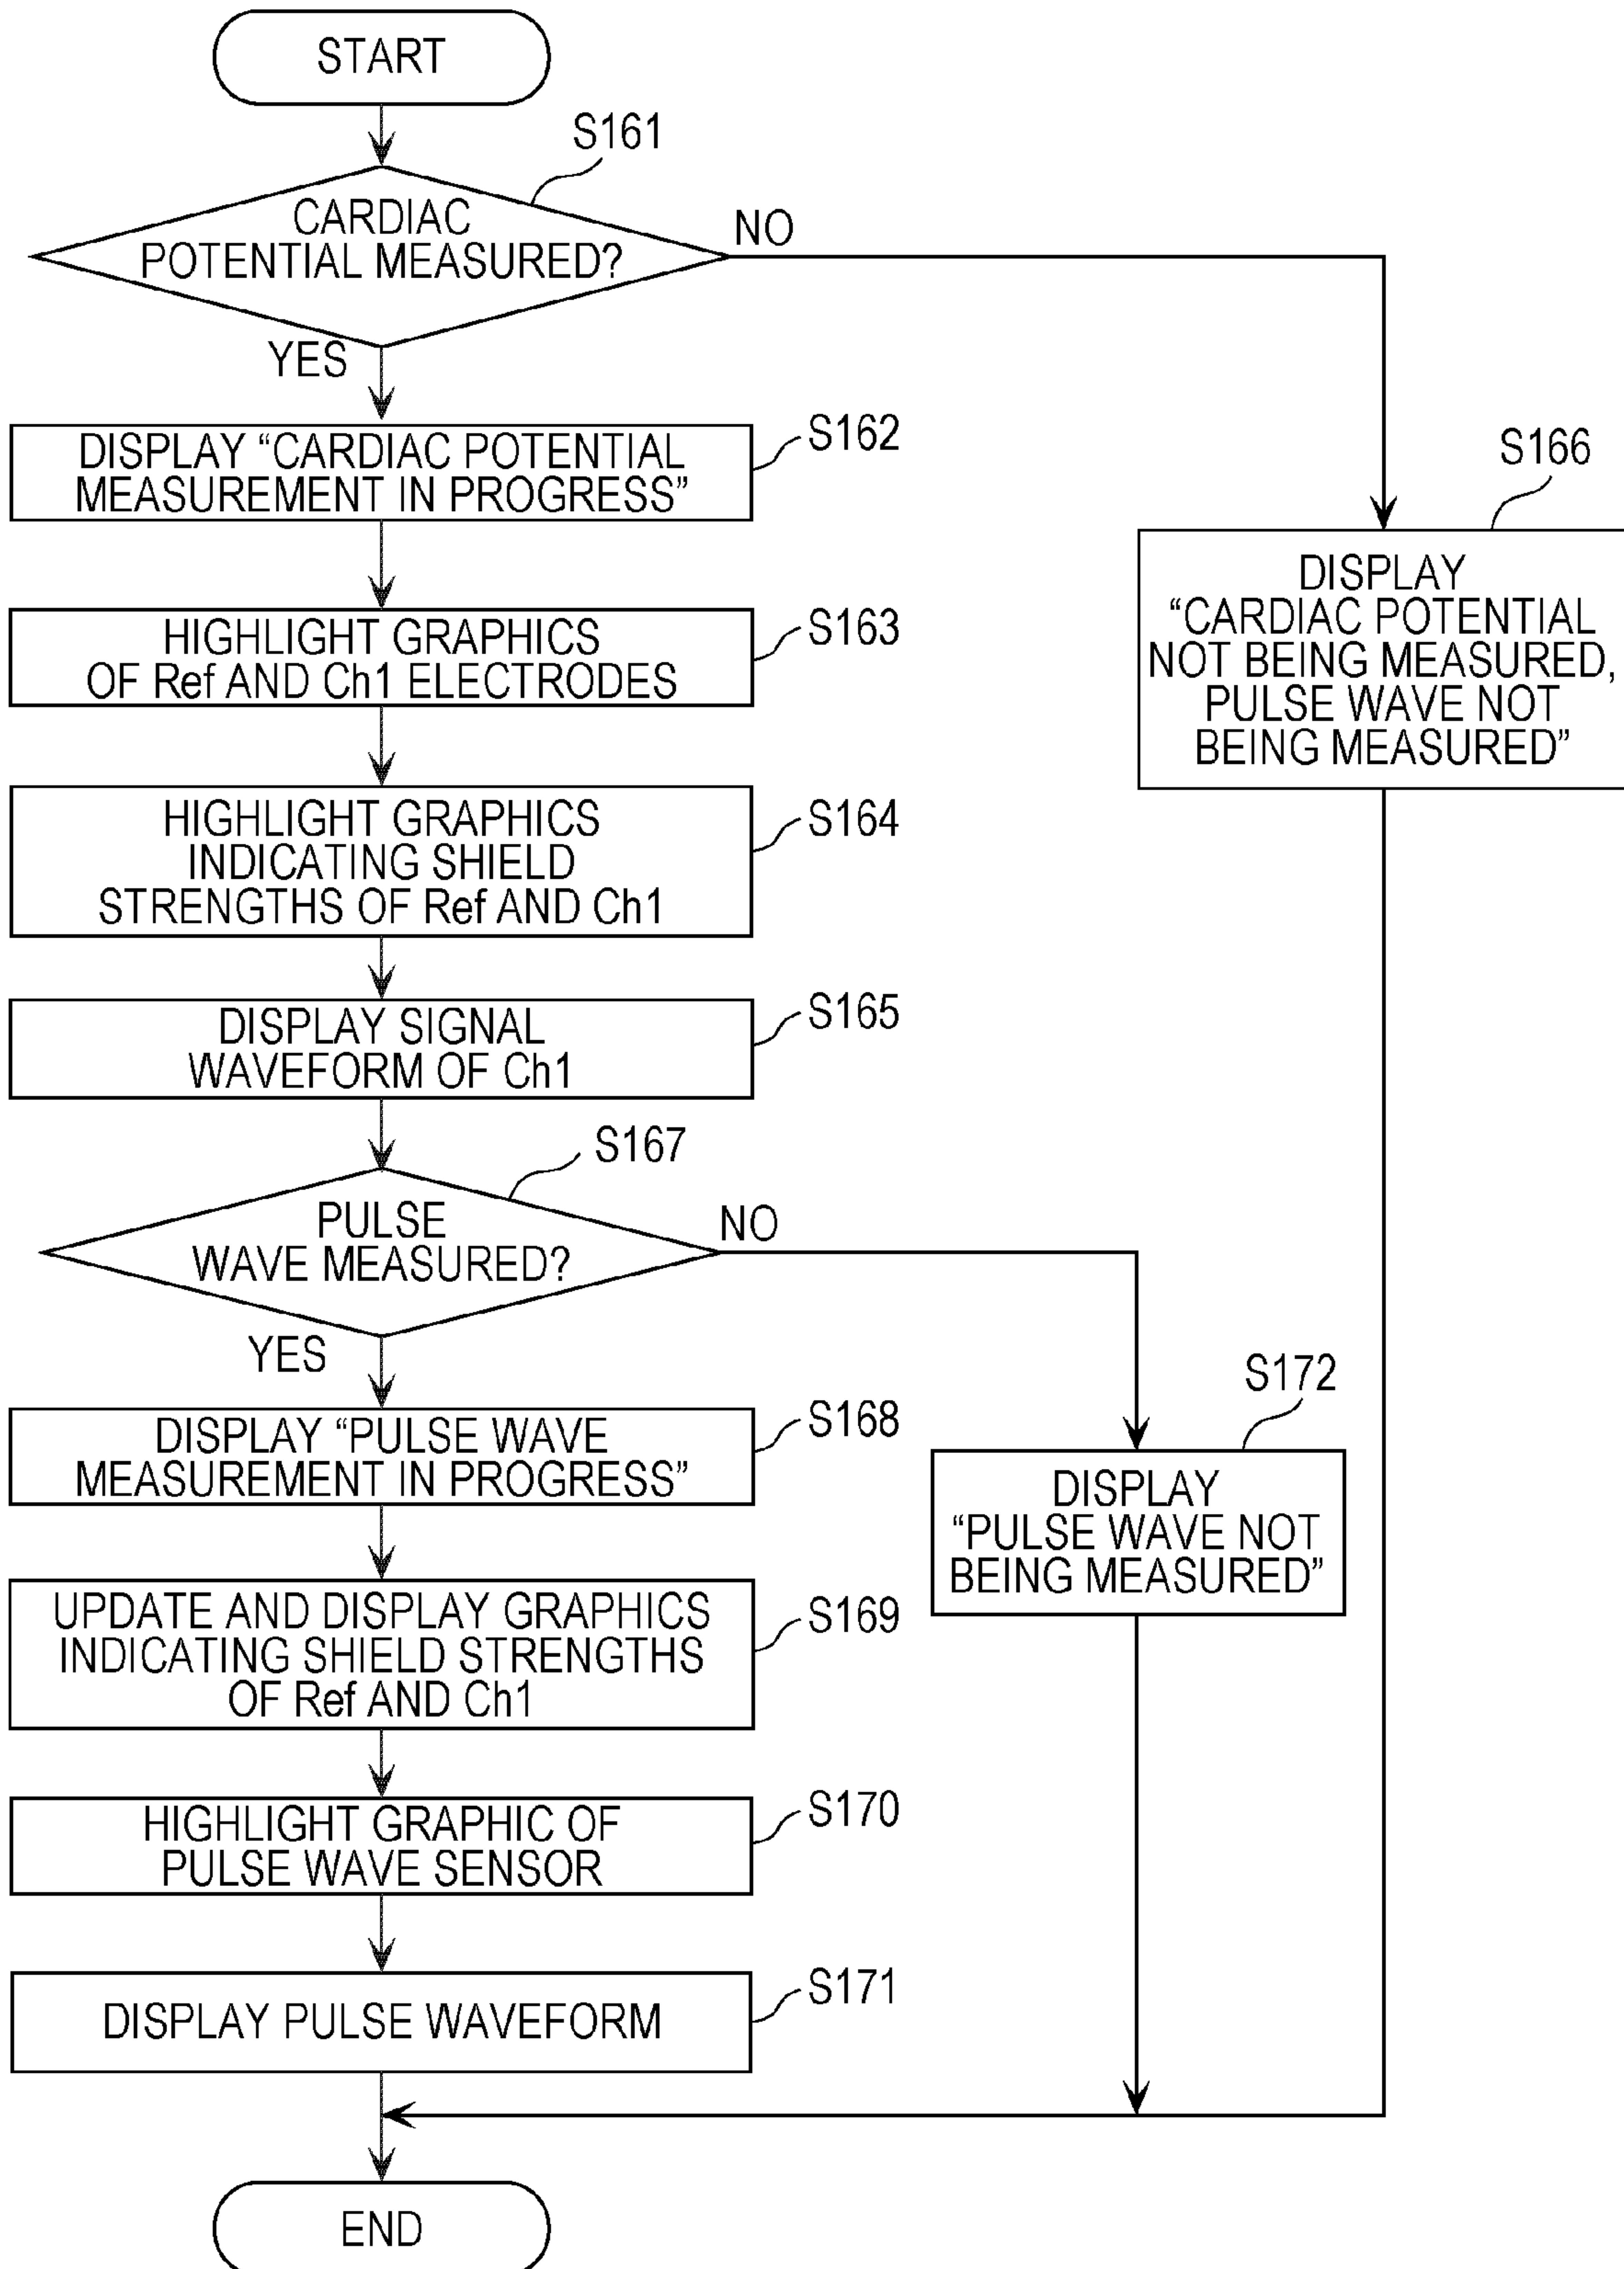 START
S161
CARDIAC
POTENTIAL MEASURED?
NO
YES
DISPLAY “CARDIAC POTENTIAL
MEASUREMENT IN PROGRESS”
S162
S166
DISPLAY
“CARDIAC POTENTIAL
NOT BEING MEASURED,
PULSE WAVE NOT
BEING MEASURED”
HIGHLIGHT GRAPHICS
OF Ref AND Ch1 ELECTRODES
S163
HIGHLIGHT GRAPHICS
INDICATING SHIELD
STRENGTHS OF Ref AND Ch1
S164
DISPLAY SIGNAL
WAVEFORM OF Ch1
S165
S167
PULSE
WAVE MEASURED?
NO
YES
DISPLAY “PULSE WAVE
MEASUREMENT IN PROGRESS”
S168
S172
DISPLAY
“PULSE WAVE NOT
BEING MEASURED”
UPDATE AND DISPLAY GRAPHICS
INDICATING SHIELD STRENGTHS
OF Ref AND Ch1
S169
HIGHLIGHT GRAPHIC OF
PULSE WAVE SENSOR
S170
DISPLAY PULSE WAVEFORM
S171
END